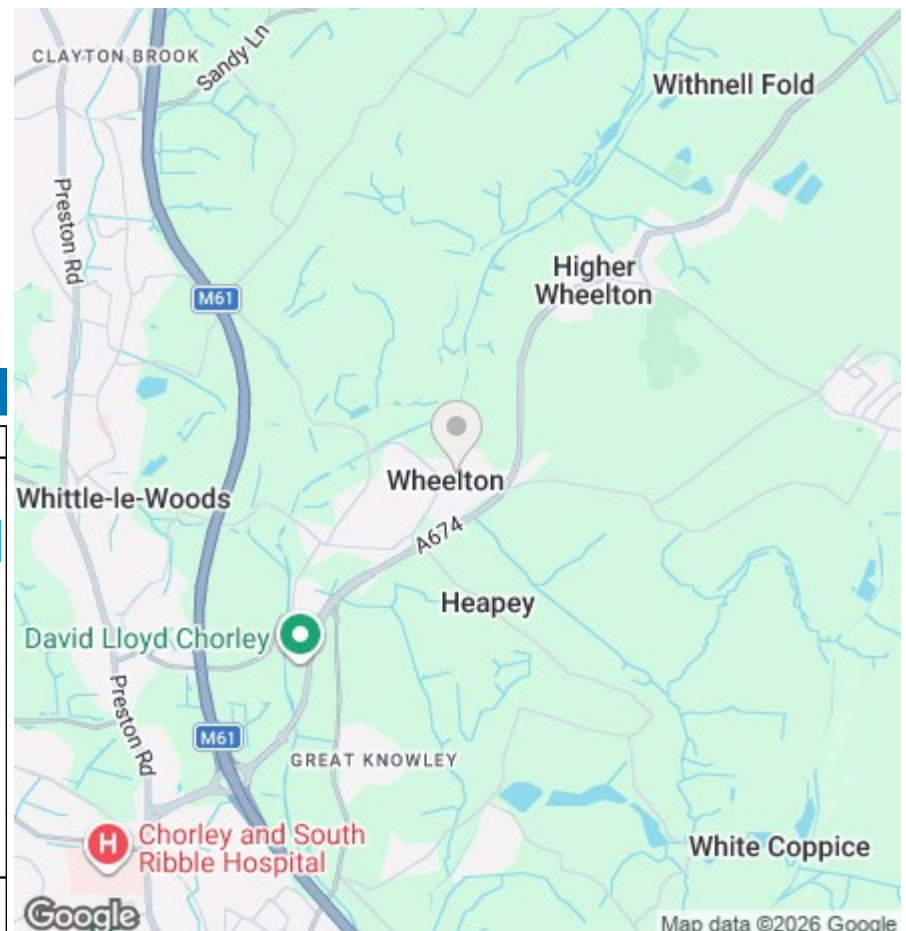 CLAYTON BROOK
Sandy Ln
Withnell Fold
Preston Rd
M61
Higher
Wheelton
Wheelton
Whittle-le-Woods
A674
Heapey
David Lloyd Chorley
Preston Rd
M61
GREAT KNOWLEY
H
Chorley and South
Ribble Hospital
White Coppice
Google
Map data ©2026 Google